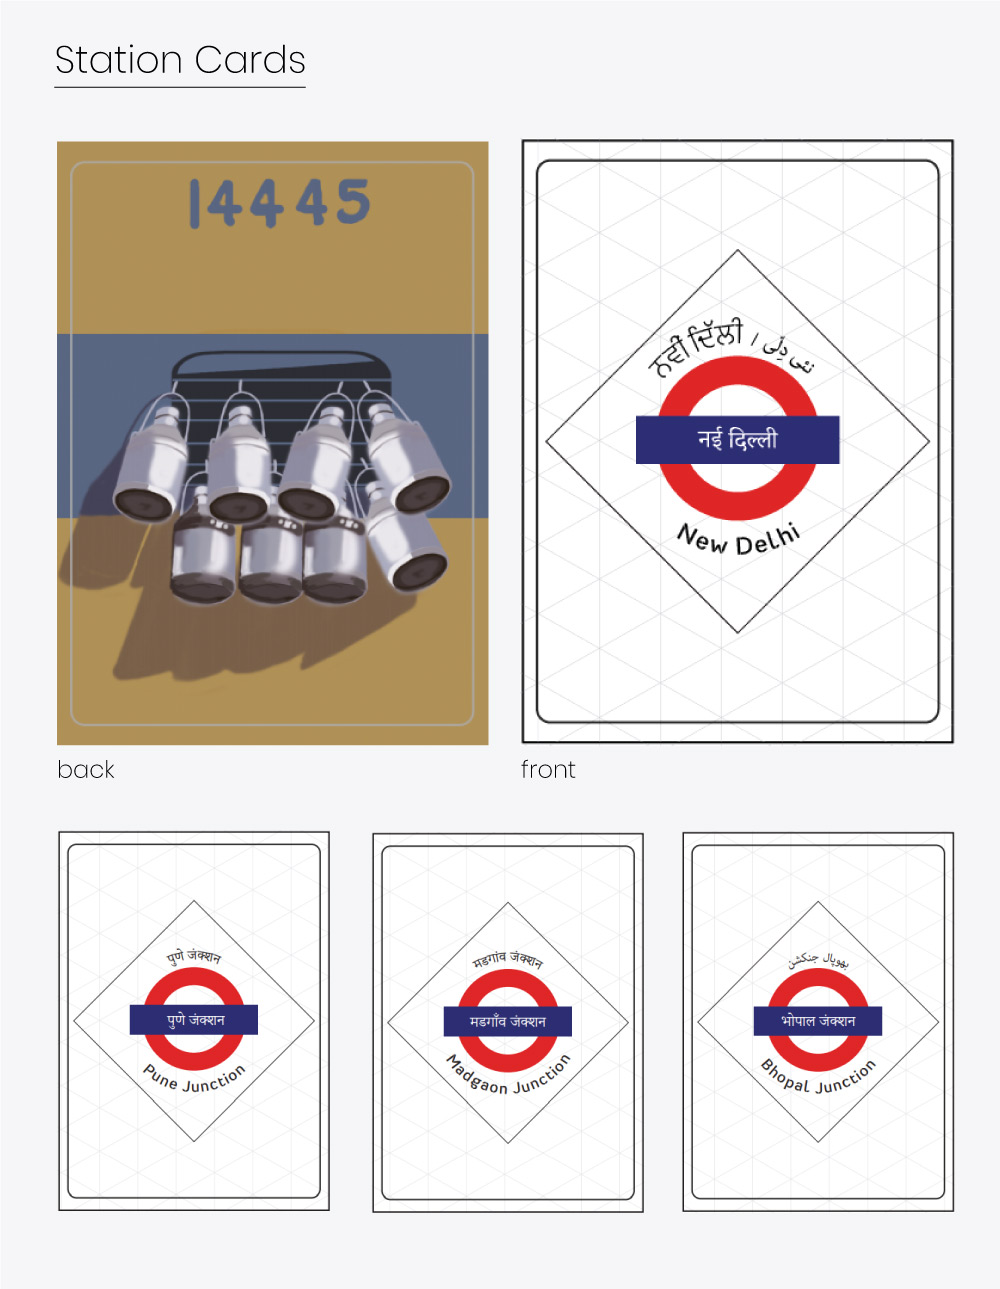 Station Cards
14445
ਨਵੀਂ ਦਿੱਲੀ । نئی دِلّی
नई दिल्ली
New Delhi
back
front
पुणे जंक्शन
पुणे जंक्शन
Pune Junction
मडगांव जंक्शन
मडगाँव जंक्शन
Madgaon Junction
بھوپال جنکشن
भोपाल जंक्शन
Bhopal Junction